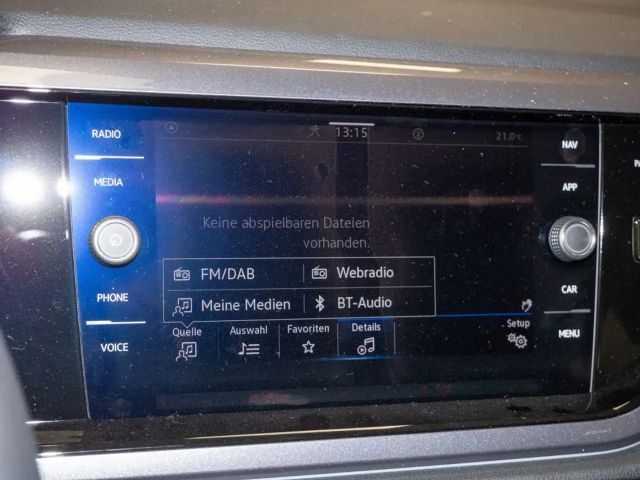 RADIO
MEDIA
PHONE
VOICE
13:15
2
21.0°C
Keine abspielbaren Dateien
vorhanden.
FM/DAB
Webradio
Meine Medien
BT-Audio
Quelle
Auswahl
Favoriten
Details
Setup
NAV
APP
CAR
MENU